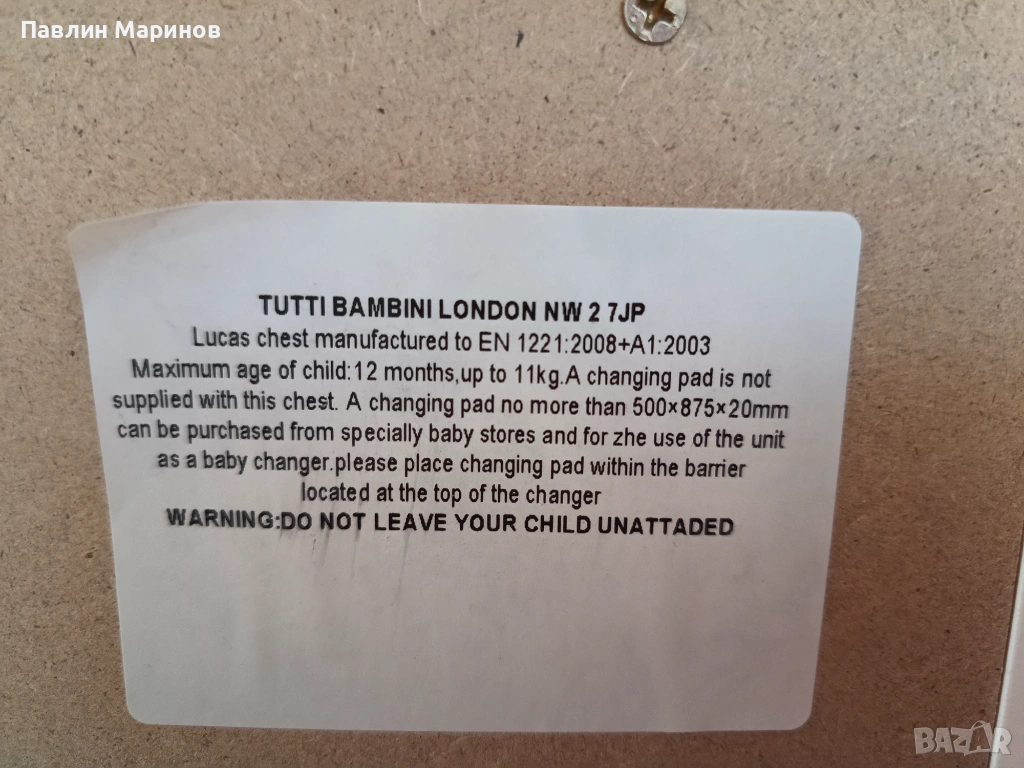 Павлин Маринов
TUTTI BAMBINI LONDON NW 2 7JP
Lucas chest manufactured to EN 1221:2008+A1:2003
Maximum age of child:12 months,up to 11kg.A changing pad is not
supplied with this chest. A changing pad no more than 500×875×20mm
can be purchased from specially baby stores and for zhe use of the unit
as a baby changer.please place changing pad within the barrier
located at the top of the changer
WARNING:DO NOT LEAVE YOUR CHILD UNATTADED
BAZAR